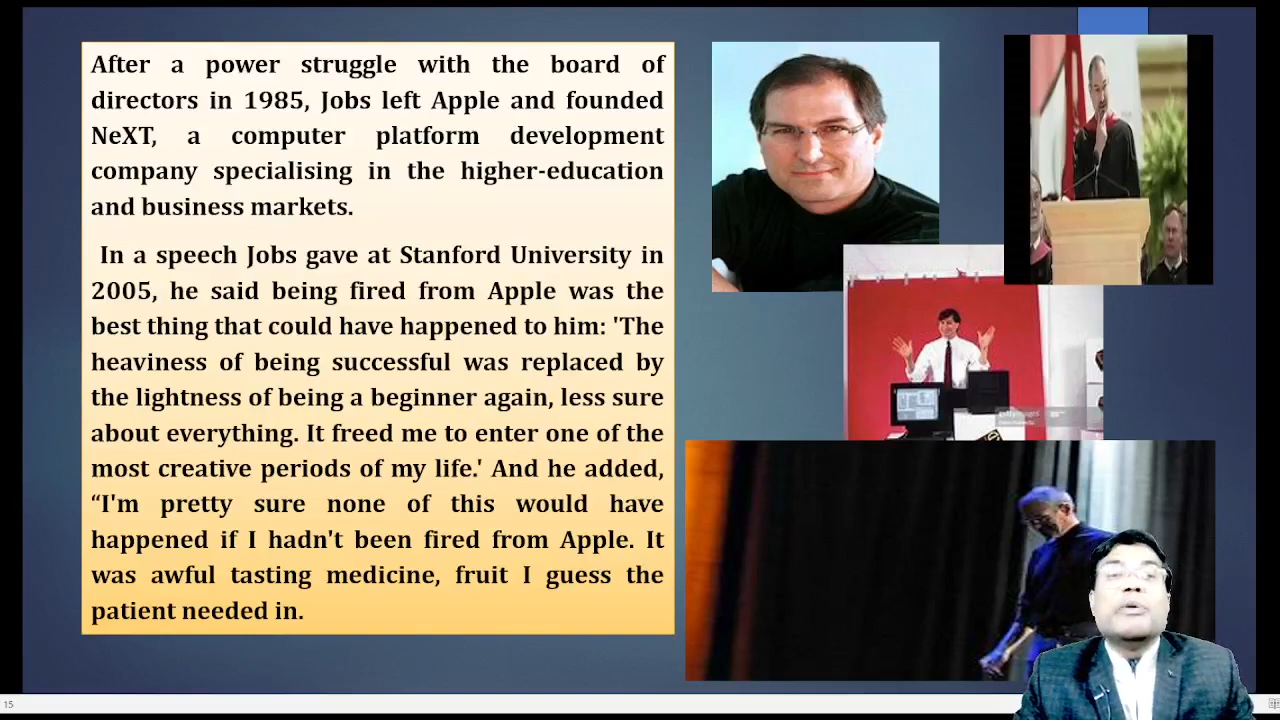 After a power struggle with the board of
directors in 1985, Jobs left Apple and founded
NeXT, a computer platform development
company specialising in the higher-education
and business markets.
In a speech Jobs gave at Stanford University in
2005, he said being fired from Apple was the
best thing that could have happened to him: 'The
heaviness of being successful was replaced by
the lightness of being a beginner again, less sure
about everything. It freed me to enter one of the
most creative periods of my life.' And he added,
“I'm pretty sure none of this would have
happened if I hadn't been fired from Apple. It
was awful tasting medicine, fruit I guess the
patient needed in.
gettyimages
15